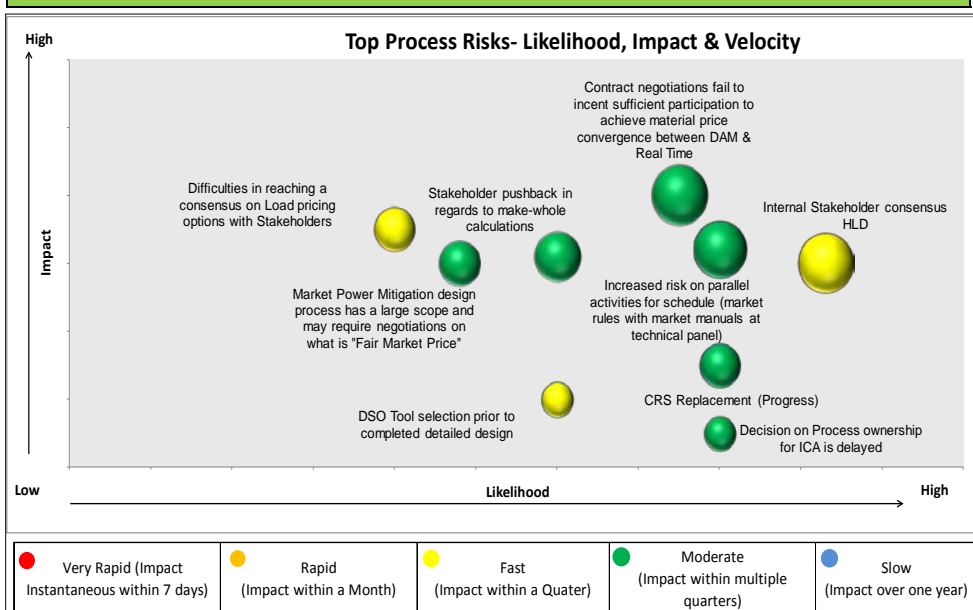 Top Process Risks- Likelihood, Impact & Velocity
High
Impact
Contract negotiations fail to
incent sufficient participation to
achieve material price
convergence between DAM &
Real Time
Difficulties in reaching a
consensus on Load pricing
options with Stakeholders
Stakeholder pushback in
regards to make-whole
calculations
Internal Stakeholder consensus
HLD
Market Power Mitigation design
process has a large scope and
may require negotiations on
what is "Fair Market Price"
Increased risk on parallel
activities for schedule (market
rules with market manuals at
technical panel)
CRS Replacement (Progress)
DSO Tool selection prior to
completed detailed design
Decision on Process ownership
for ICA is delayed
Low
Likelihood
High
Very Rapid (Impact
Instantaneous within 7 days)
Rapid
(Impact within a Month)
Fast
(Impact within a Quater)
Moderate
(Impact within multiple
quarters)
Slow
(Impact over one year)